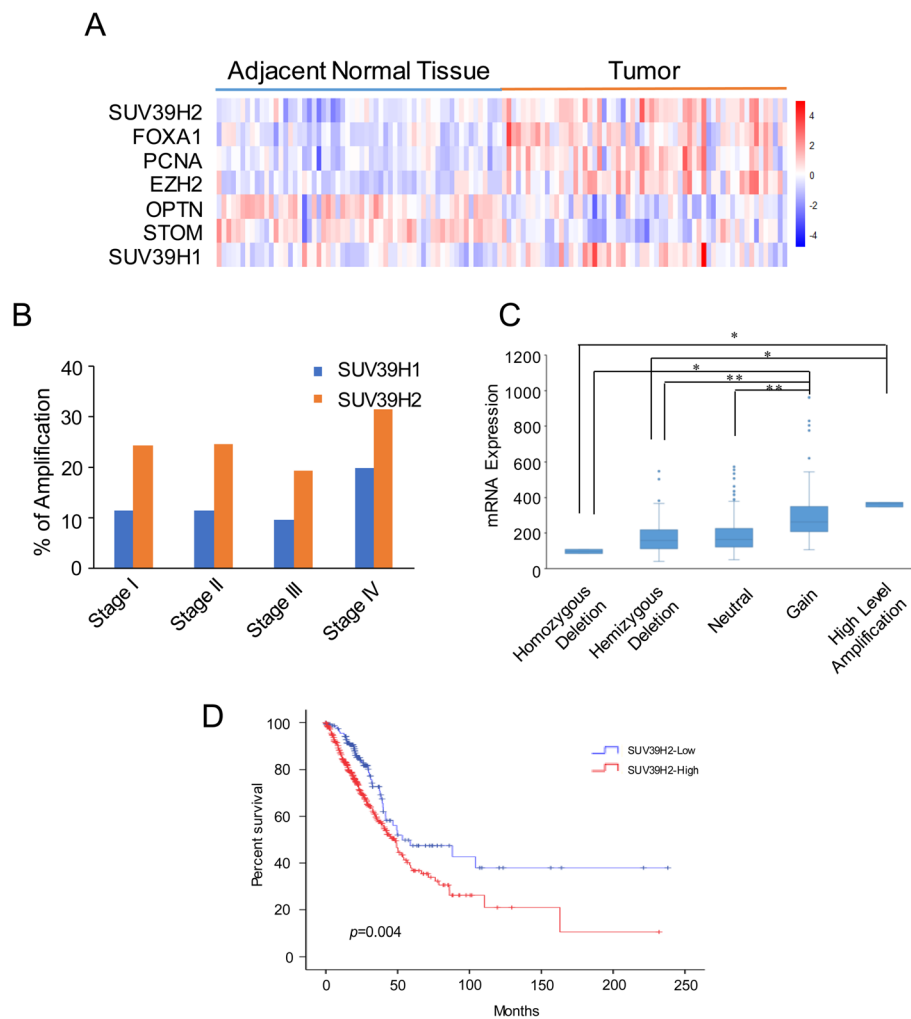 A
Adjacent Normal Tissue
Tumor
SUV39H2
FOXA1
PCNA
EZH2
OPTN
STOM
SUV39H1
4
2
0
-2
-4
B
% of Amplification
40
30
20
10
0
SUV39H1
SUV39H2
Stage I
Stage II
Stage III
Stage IV
C
mRNA Expression
1200
1000
800
600
400
200
0
*
*
*
**
**
Homozygous
Deletion
Hemizygous
Deletion
Neutral
Gain
High Level
Amplification
D
Percent survival
100
80
60
40
20
0
SUV39H2-Low
SUV39H2-High
p=0.004
0
50
100
150
200
250
Months